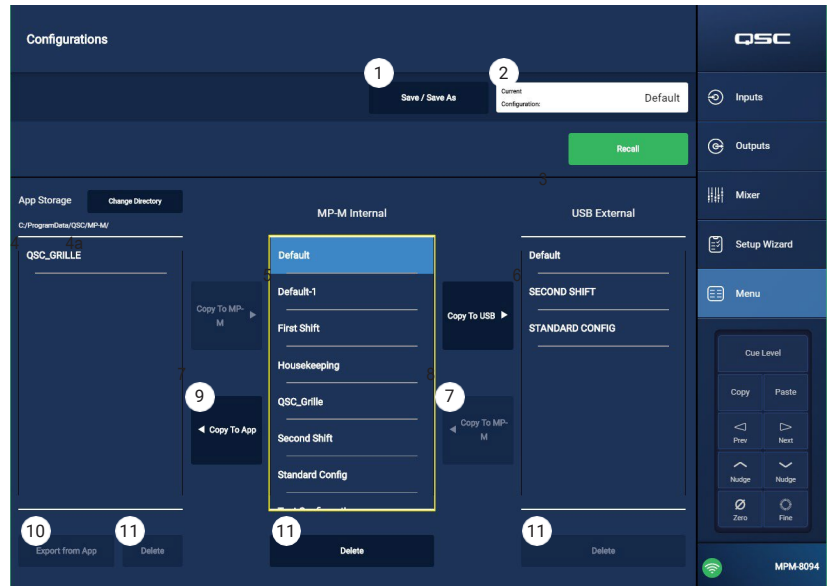 Configurations
QSC
1
2
Save / Save As
Current
Configuration:
Default
Inputs
Recall
Outputs
3
App Storage
Change Directory
MP-M Internal
USB External
Mixer
C:/ProgramData/QSC/MP-M/
4
4a
QSC_GRILLE
Default
Default
Setup Wizard
5
6
Default-1
SECOND SHIFT
Menu
Copy To MP-
M
Copy To USB
First Shift
STANDARD CONFIG
Cue Level
Housekeeping
7
8
9
7
Copy
Paste
QSC_Grille
Copy To App
Copy To MP-
M
Prev
Next
Second Shift
Standard Config
Nudge
Nudge
10
11
11
11
Zero
Fine
Export from App
Delete
Delete
Delete
MPM-8094